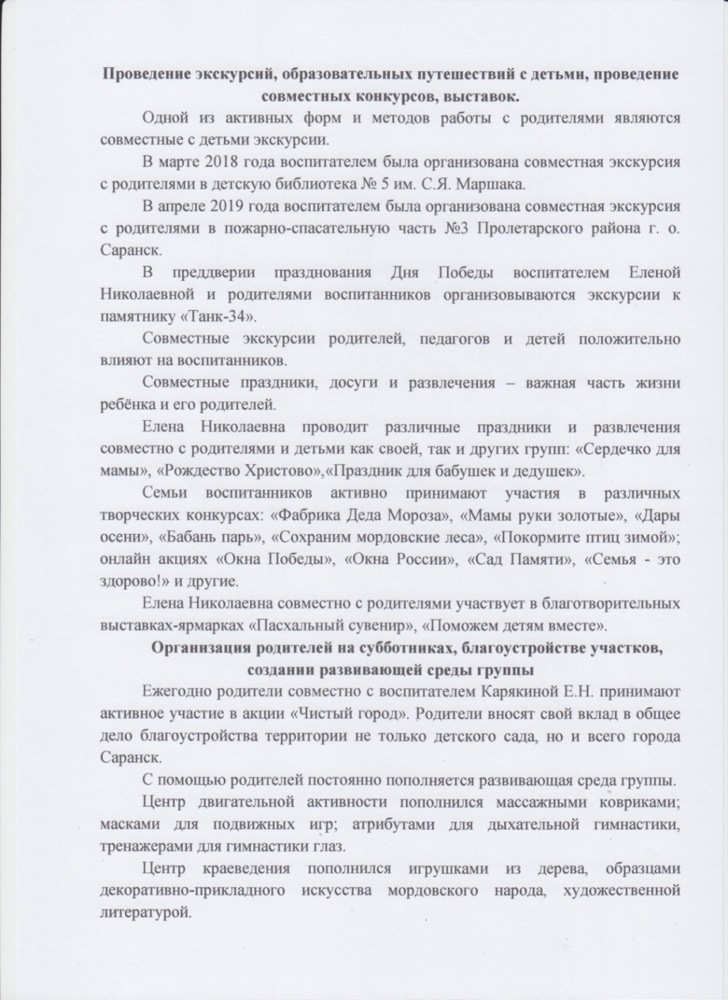 Проведение экскурсий, образовательных путешествий с детьми, проведение
совместных конкурсов, выставок.
Одной из активных форм и методов работы с родителями являются
совместные с детьми экскурсии.
В марте 2018 года воспитателем была организована совместная экскурсия
с родителями в детскую библиотека № 5 им. С.Я. Маршака.
В апреле 2019 года воспитателем была организована совместная экскурсия
с родителями в пожарно-спасательную часть №3 Пролетарского района г. о.
Саранск.
В преддверии празднования Дня Победы воспитателем Еленой
Николаевной и родителями воспитанников организовываются экскурсии к
памятнику «Танк-34».
Совместные экскурсии родителей, педагогов и детей положительно
влияют на воспитанников.
Совместные праздники, досуги и развлечения – важная часть жизни
ребёнка и его родителей.
Елена Николаевна проводит различные праздники и развлечения
совместно с родителями и детьми как своей, так и других групп: «Сердечко для
мамы», «Рождество Христово»,«Праздник для бабушек и дедушек».
Семьи воспитанников активно принимают участия в различных
творческих конкурсах: «Фабрика Деда Мороза», «Мамы руки золотые», «Дары
осени», «Бабань парь», «Сохраним мордовские леса», «Покормите птиц зимой»;
онлайн акциях «Окна Победы», «Окна России», «Сад Памяти», «Семья - это
здорово!» и другие.
Елена Николаевна совместно с родителями участвует в благотворительных
выставках-ярмарках «Пасхальный сувенир», «Поможем детям вместе».
Организация родителей на субботниках, благоустройстве участков,
создании развивающей среды группы
Ежегодно родители совместно с воспитателем Карякиной Е.Н. принимают
активное участие в акции «Чистый город». Родители вносят свой вклад в общее
дело благоустройства территории не только детского сада, но и всего города
Саранск.
С помощью родителей постоянно пополняется развивающая среда группы.
Центр двигательной активности пополнился массажными ковриками;
масками для подвижных игр; атрибутами для дыхательной гимнастики,
тренажерами для гимнастики глаз.
Центр краеведения пополнился игрушками из дерева, образцами
декоративно-прикладного искусства мордовского народа, художественной
литературой.